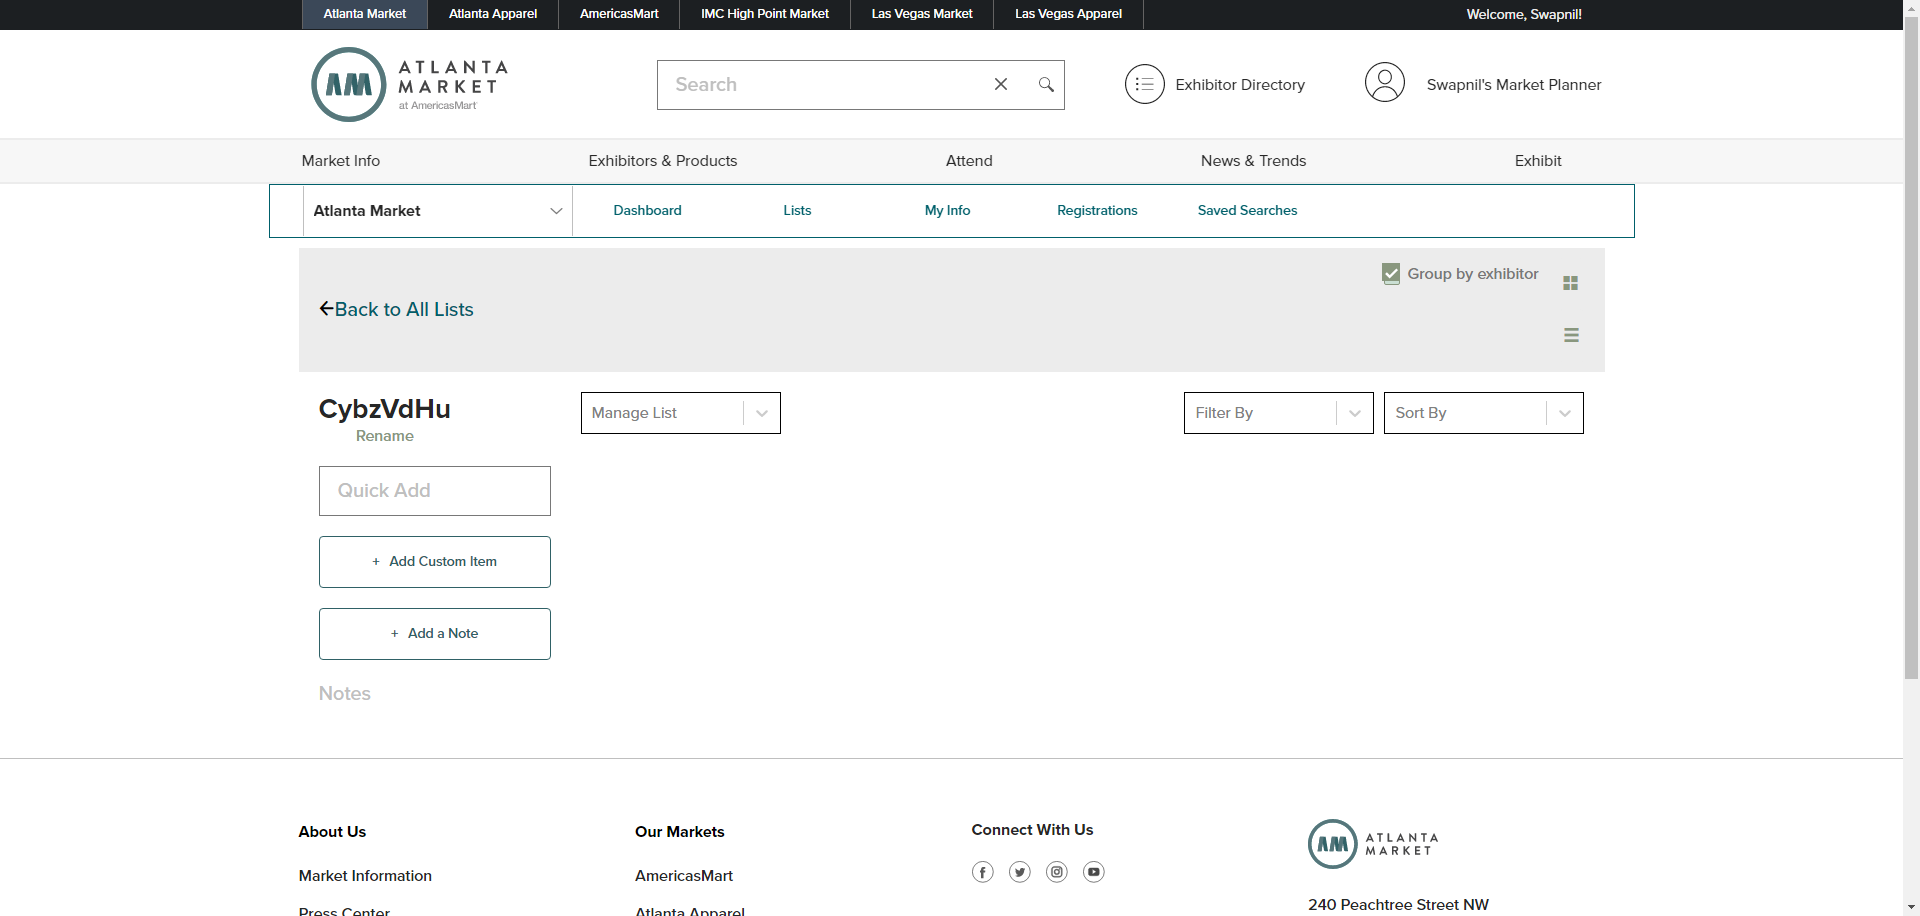 Atlanta Market Atlanta Apparel AmericasMart IMC High Point Market Las Vegas Market Las Vegas Apparel Welcome, Swapnil!
AM ATLANTA
MARKET
at AmericasMart
Search
Exhibitor Directory
Swapnil's Market Planner
Market Info Exhibitors & Products Attend News & Trends Exhibit
Atlanta Market Dashboard Lists My Info Registrations Saved Searches
Group by exhibitor
Back to All Lists
CybzVdHu
Rename
Manage List
Filter By
Sort By
Quick Add
+ Add Custom Item
+ Add a Note
Notes
About Us
Market Information
Press Center
Our Markets
AmericasMart
Atlanta Apparel
Connect With Us
AM ATLANTA
MARKET
240 Peachtree Street NW